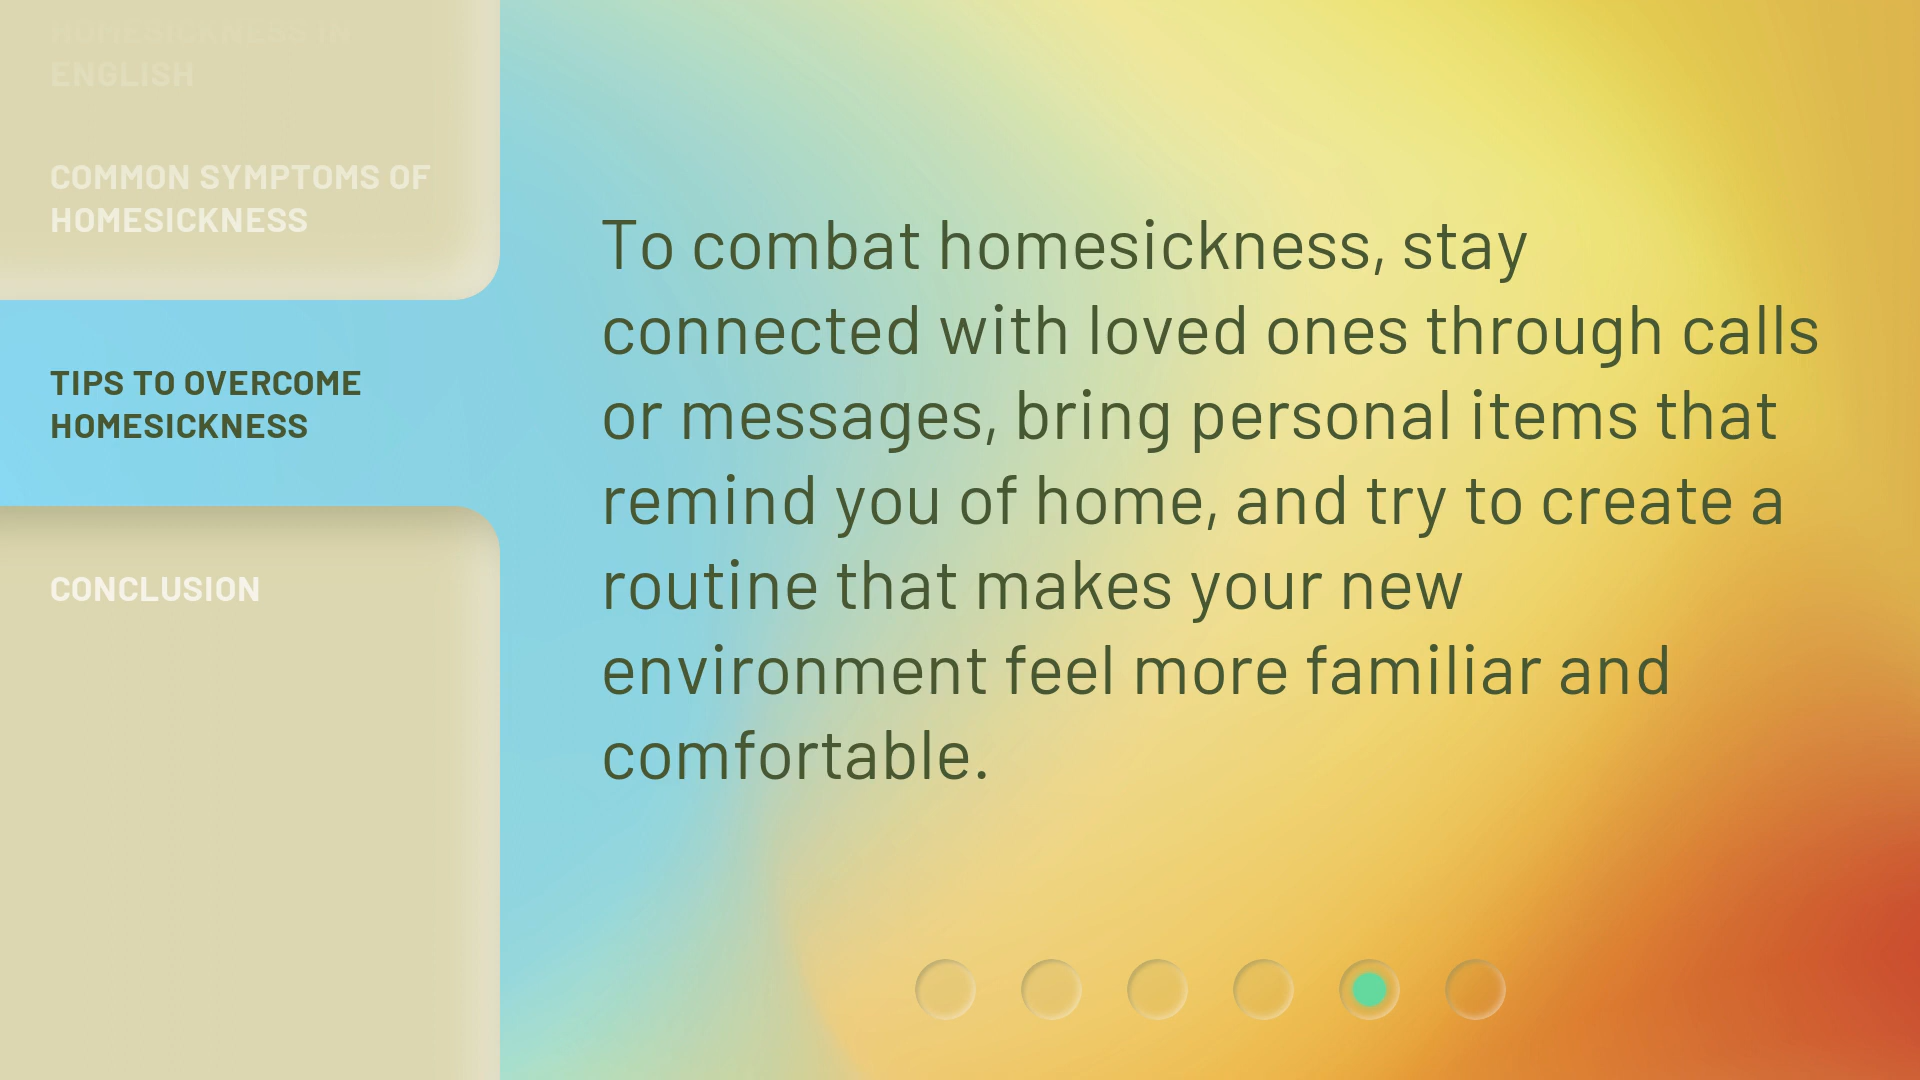 HOMESICKNESS IN
ENGLISH
COMMON SYMPTOMS OF
HOMESICKNESS
TIPS TO OVERCOME
HOMESICKNESS
CONCLUSION
To combat homesickness, stay
connected with loved ones through calls
or messages, bring personal items that
remind you of home, and try to create a
routine that makes your new
environment feel more familiar and
comfortable.